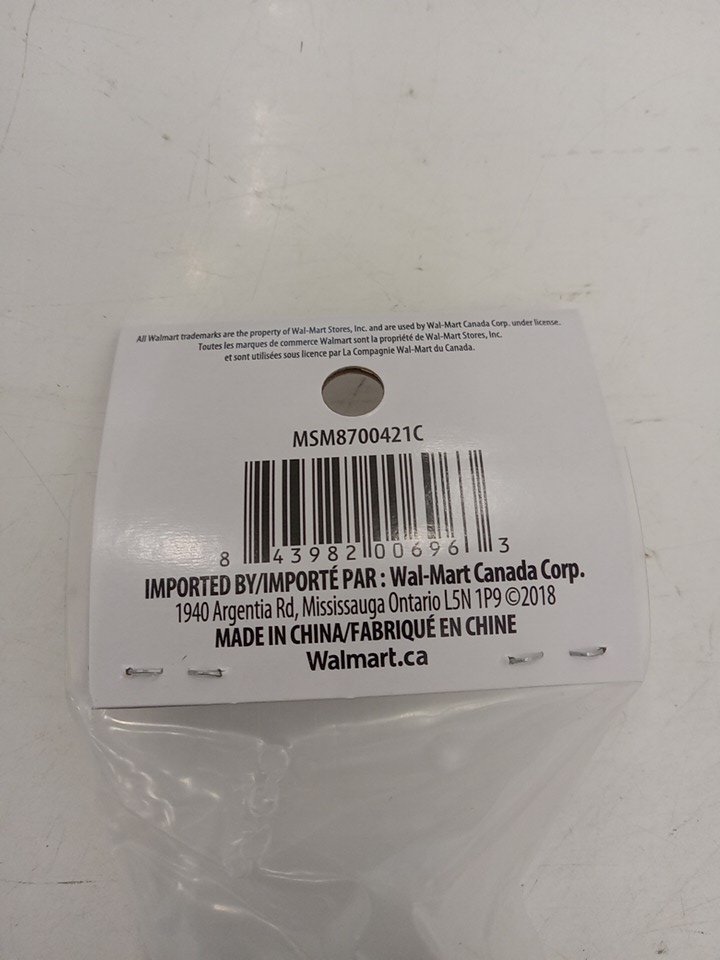 All Walmart trademarks are the property of Wal-Mart Stores, Inc. and are used by Wal-Mart Canada Corp. under license.
Toutes les marques de commerce Walmart sont la propriété de Wal-Mart Stores, Inc.
et sont utilisées sous licence par La Compagnie Wal-Mart du Canada.
MSM8700421C
8 43982 00696 3
IMPORTED BY/IMPORTÉ PAR : Wal-Mart Canada Corp.
1940 Argentia Rd, Mississauga Ontario L5N 1P9 ©2018
MADE IN CHINA/FABRIQUÉ EN CHINE
Walmart.ca